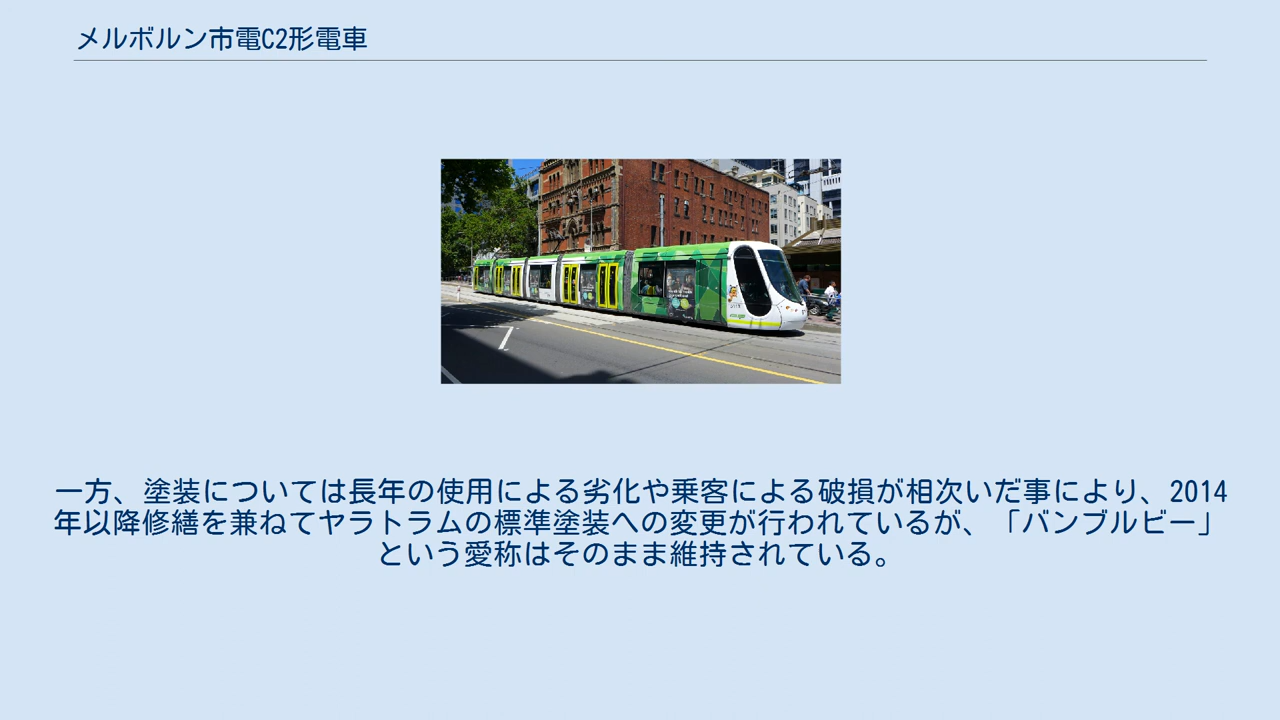 メルボルン市電C2形電車
一方、塗装については長年の使用による劣化や乗客による破損が相次いだ事により、2014
年以降修繕を兼ねてヤラトラムの標準塗装への変更が行われているが、「バンブルビー」
という愛称はそのまま維持されている。